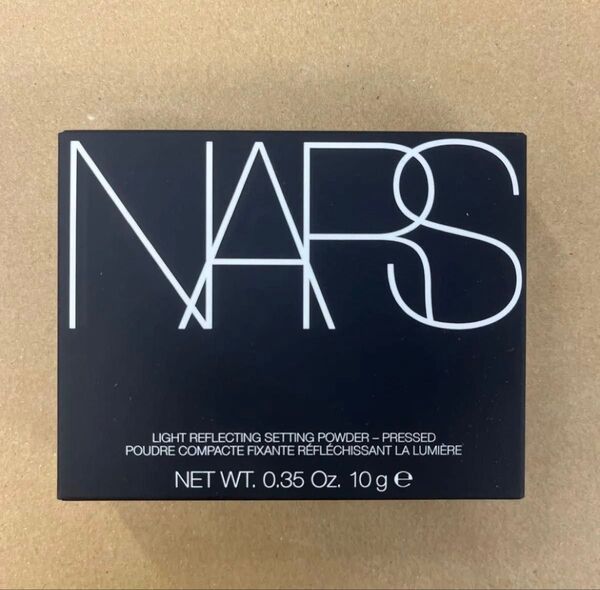 NARS
LIGHT REFLECTING SETTING POWDER – PRESSED
POUDRE COMPACTE FIXANTE RÉFLÉCHISSANT LA LUMIÈRE
NET WT. 0.35 Oz. 10 g ℮